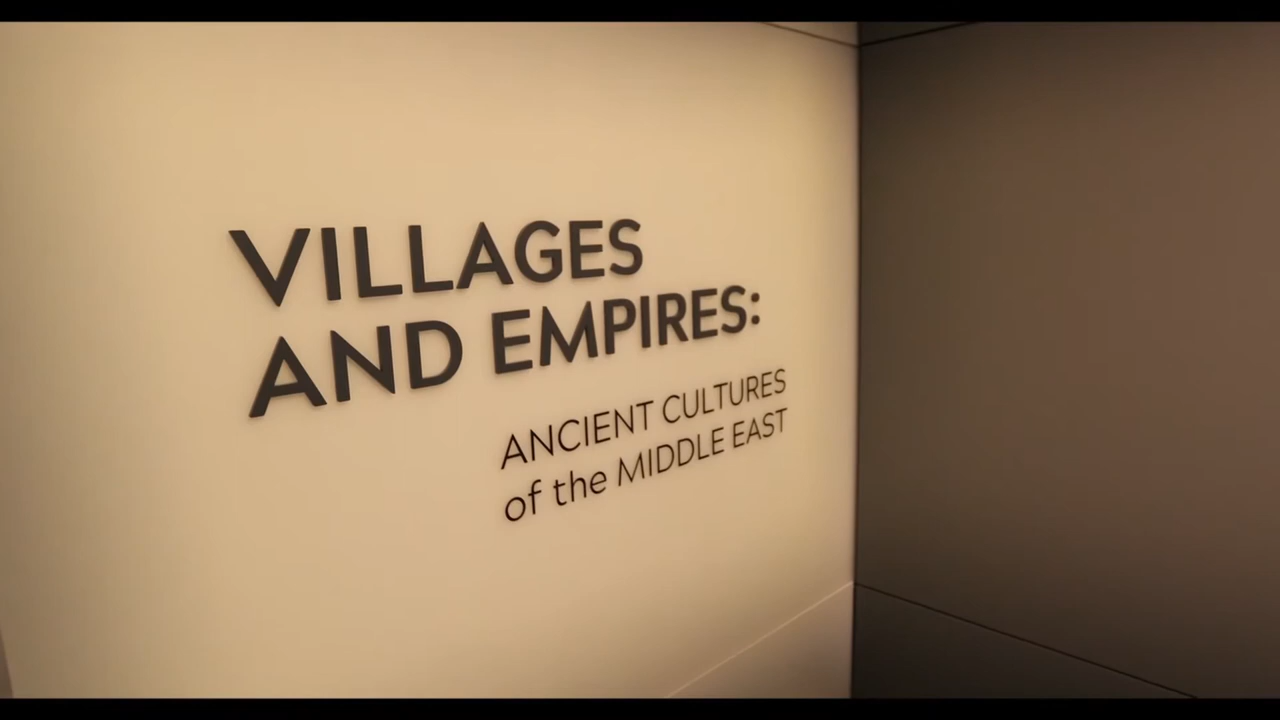 VILLAGES
AND EMPIRES:
ANCIENT CULTURES
of the MIDDLE EAST